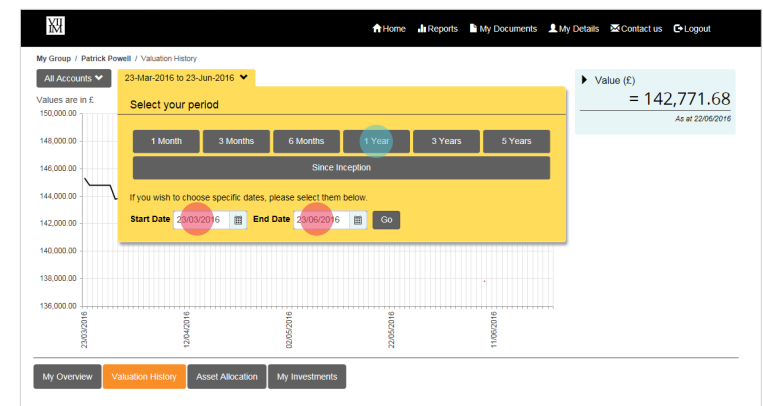 VII
IM
Home Reports My Documents My Details Contact us Logout
My Group / Patrick Powell / Valuation History
All Accounts 23-Mar-2016 to 23-Jun-2016
Value (£)
= 142,771.68
As at 22/06/2016
Values are in £
Select your period
1 Month 3 Months 6 Months 1 Year 3 Years 5 Years
Since Inception
If you wish to choose specific dates, please select them below.
Start Date 23/03/2016 End Date 23/06/2016 Go
150,000.00
148,000.00
146,000.00
144,000.00
142,000.00
140,000.00
138,000.00
136,000.00
23/03/2016 12/04/2016 02/05/2016 22/05/2016 11/06/2016
My Overview Valuation History Asset Allocation My Investments